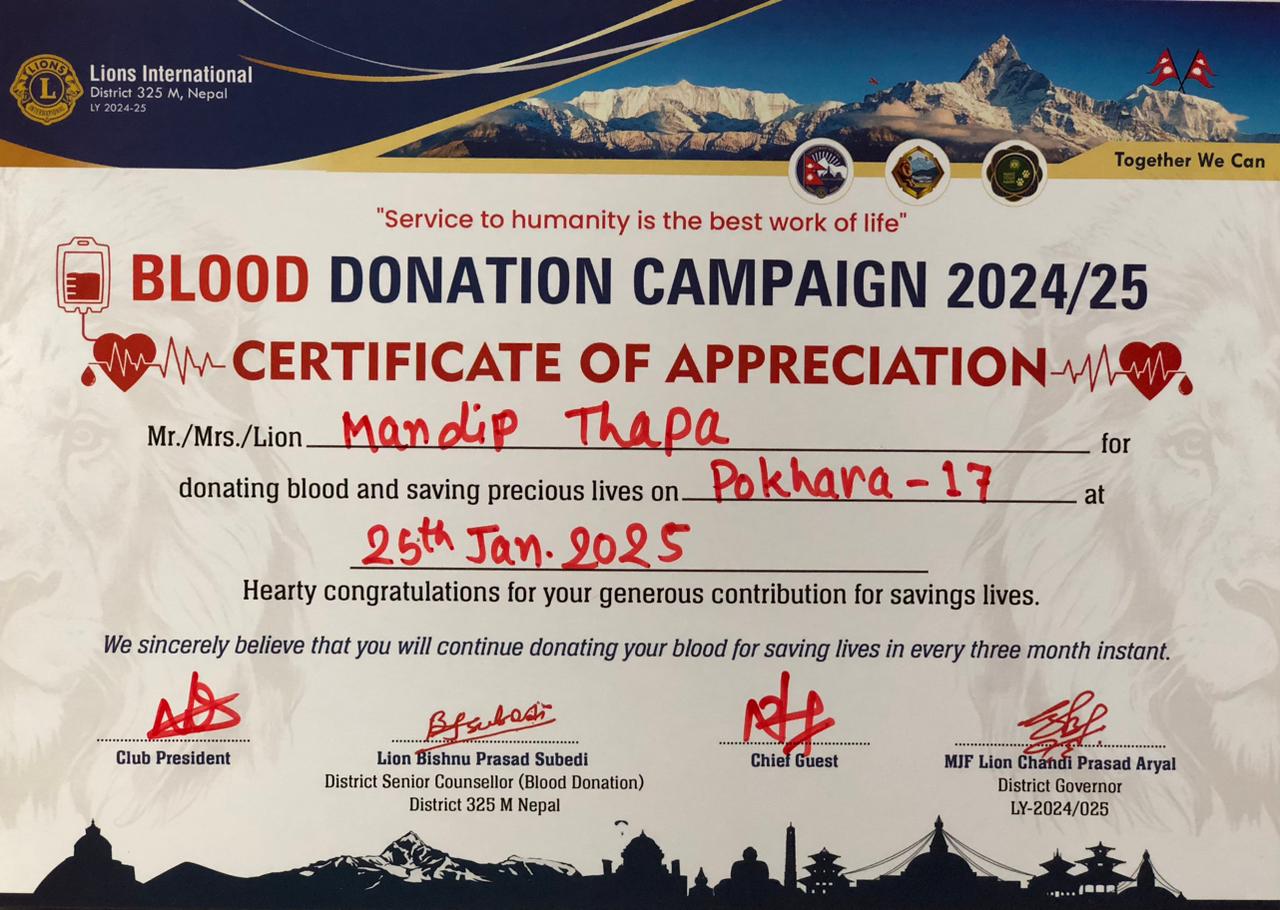 Lions International
District 325 M, Nepal
LY 2024-25
LIONS
L
INTERNATIONAL
Together We Can
"Service to humanity is the best work of life"
BLOOD DONATION CAMPAIGN 2024/25
CERTIFICATE OF APPRECIATION
Mr./Mrs./Lion Mandip Thapa for
donating blood and saving precious lives on Pokhara - 17 at
25th Jan. 2025
Hearty congratulations for your generous contribution for savings lives.
We sincerely believe that you will continue donating your blood for saving lives in every three month instant.
BPSubedi
Club President
Lion Bishnu Prasad Subedi
District Senior Counsellor (Blood Donation)
District 325 M Nepal
Chief Guest
MJF Lion Chandi Prasad Aryal
District Governor
LY-2024/025